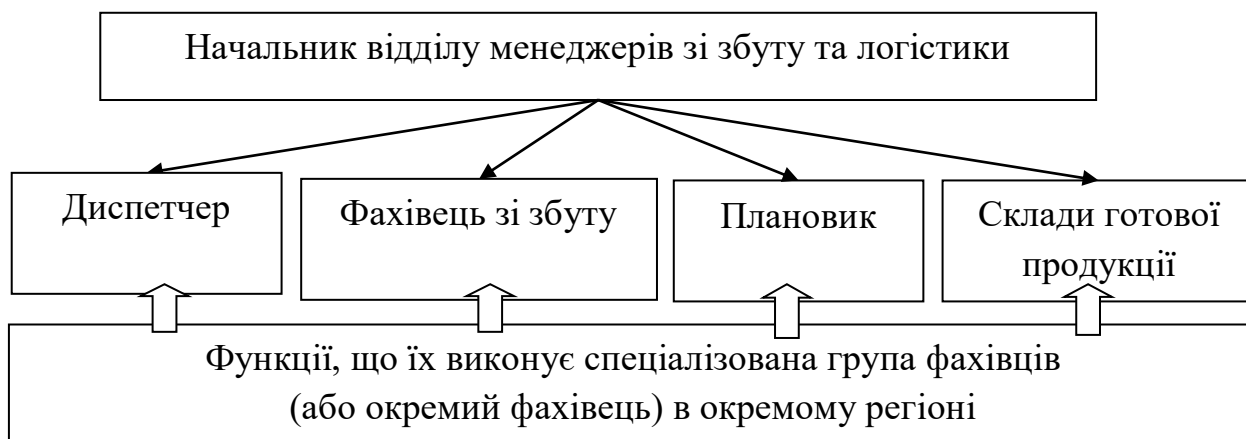 Начальник відділу менеджерів зі збуту та логістики
Диспетчер
Фахівець зі збуту
Плановик
Склади готової
продукції
Функції, що їх виконує спеціалізована група фахівців
(або окремий фахівець) в окремому регіоні